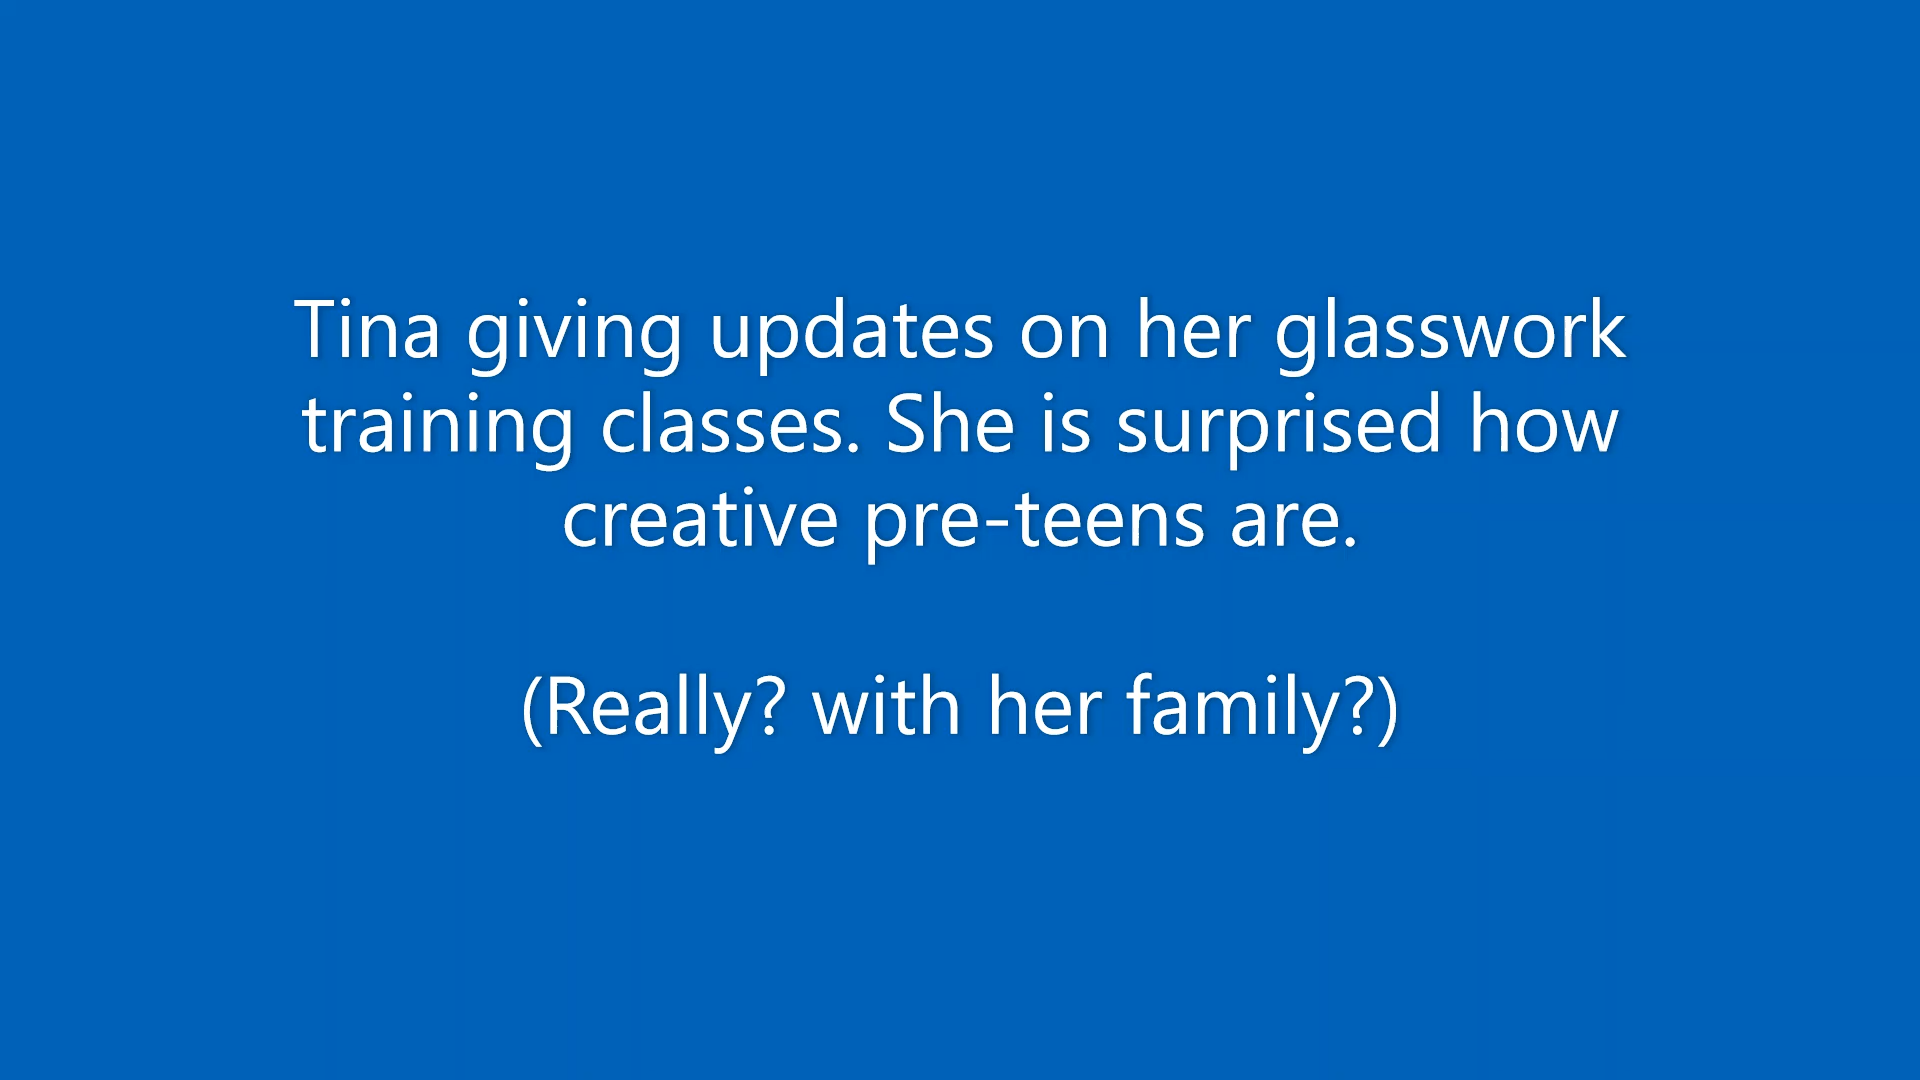 Tina giving updates on her glasswork
training classes. She is surprised how
creative pre-teens are.
(Really? with her family?)